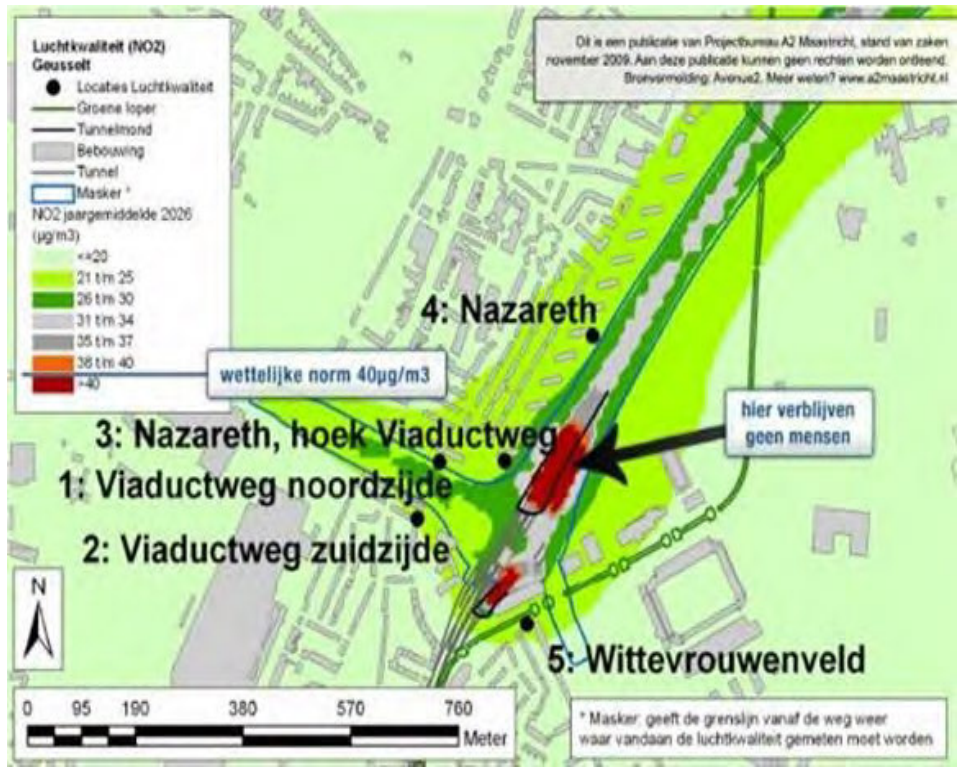 Luchtkwaliteit (NO2)
Geusselt
Locaties Luchtkwaliteit
Groene loper
Tunnelmond
Bebouwing
Tunnel
Masker *
NO2 jaargemiddelde 2026
(µg/m3)
<=20
21 t/m 25
26 t/m 30
31 t/m 34
35 t/m 37
38 t/m 40
>40
Dit is een publicatie van Projectbureau A2 Maastricht, stand van zaken
november 2009. Aan deze publicatie kunnen geen rechten worden ontleend.
Bronvermelding: Avenue2. Meer weten? www.a2maastricht.nl
4: Nazareth
wettelijke norm 40µg/m3
hier verblijven
geen mensen
3: Nazareth, hoek Viaductweg
1: Viaductweg noordzijde
2: Viaductweg zuidzijde
5: Wittevrouwenveld
N
0 95 190 380 570 760
Meter
* Masker: geeft de grenslijn vanaf de weg weer
waar vandaan de luchtkwaliteit gemeten moet worden